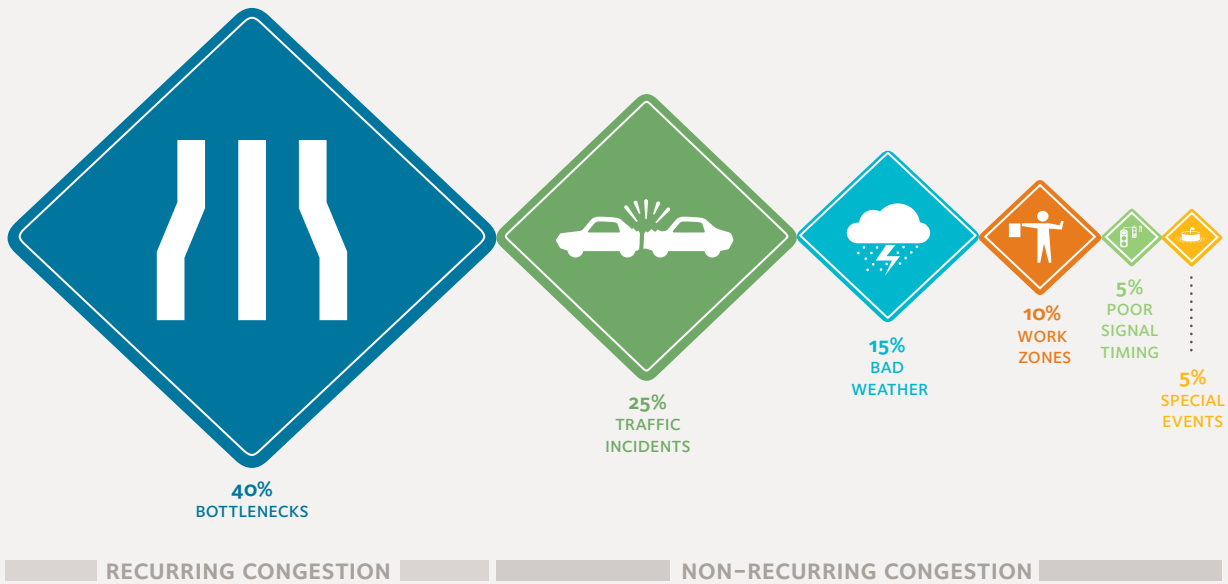 40%
BOTTLENECKS
25%
TRAFFIC
INCIDENTS
15%
BAD
WEATHER
10%
WORK
ZONES
5%
POOR
SIGNAL
TIMING
5%
SPECIAL
EVENTS
RECURRING CONGESTION
NON-RECURRING CONGESTION